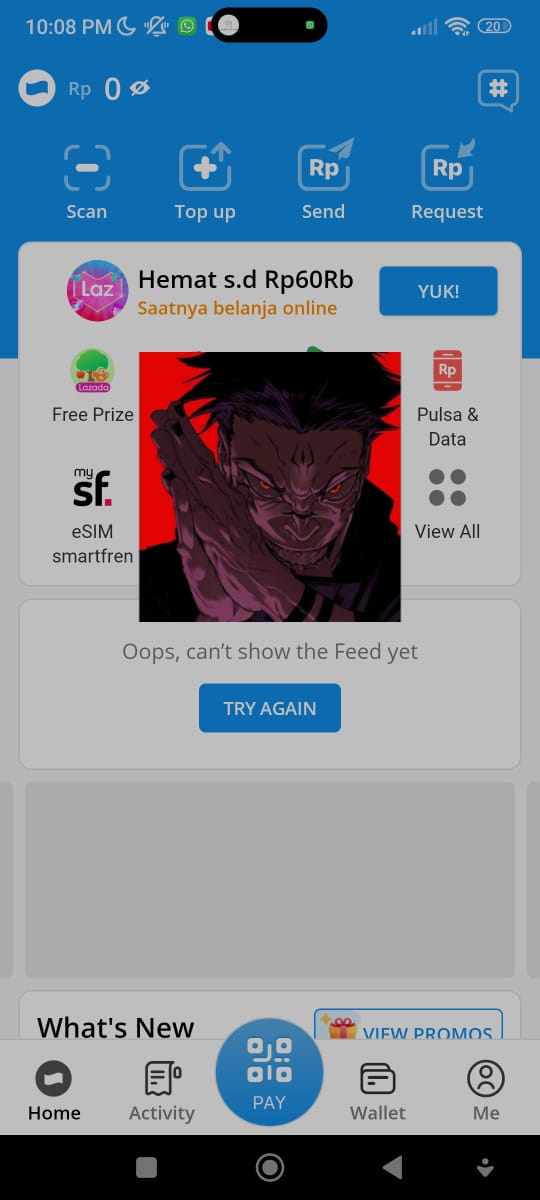 10:08 PM
20
Rp 0
Scan
Top up
Rp
Send
Rp
Request
Laz
Hemat s.d Rp60Rb
Saatnya belanja online
YUK!
Lazada
Free Prize
Rp
Pulsa &
Data
my
sf.
eSIM
smartfren
View All
Oops, can’t show the Feed yet
TRY AGAIN
What's New
VIEW PROMOS
Home
Activity
PAY
Wallet
Me